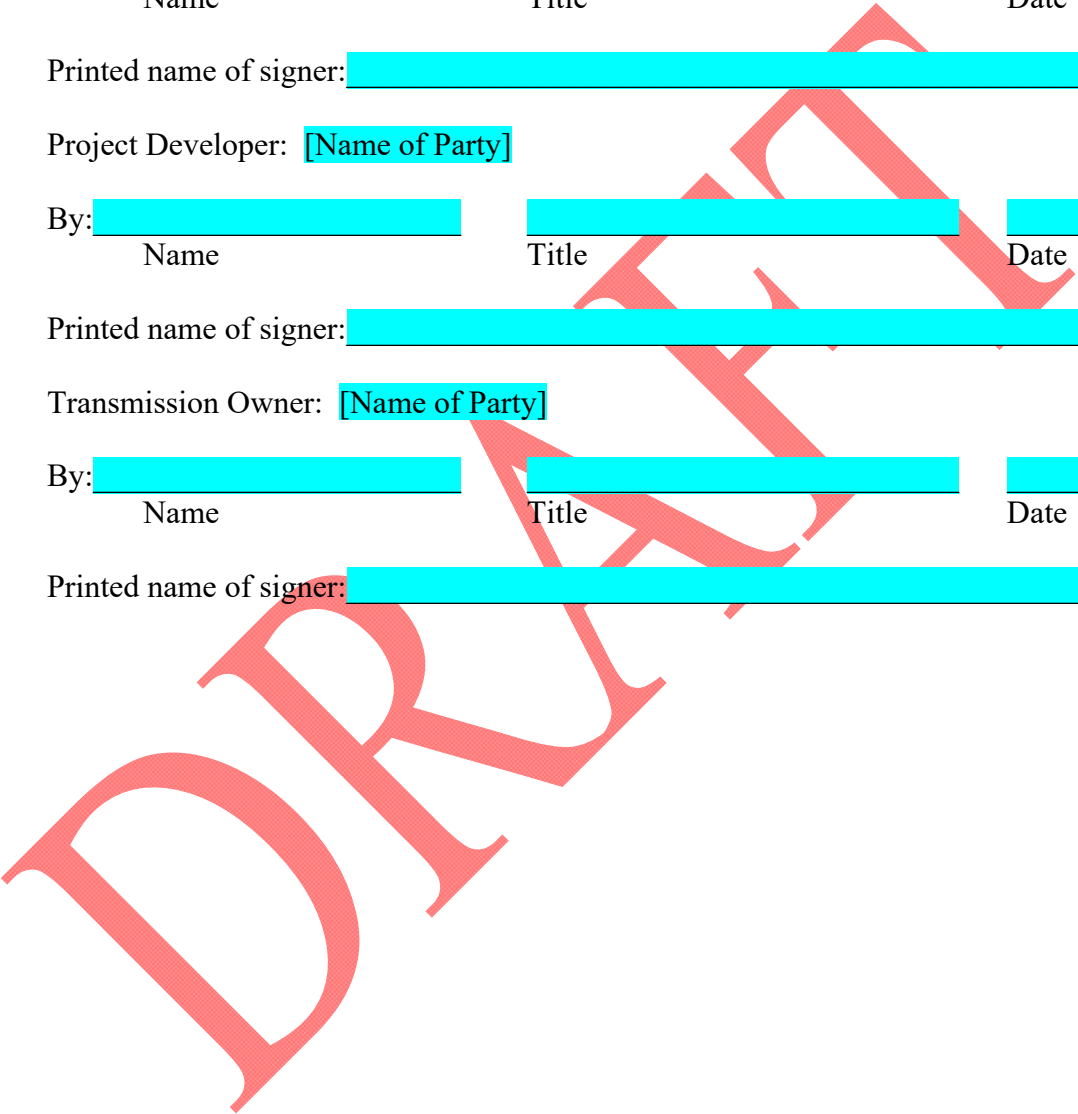 Name Title Date
Printed name of signer:
Project Developer: [Name of Party]
By:
Name Title Date
Printed name of signer:
Transmission Owner: [Name of Party]
By:
Name Title Date
Printed name of signer:
DRAFT